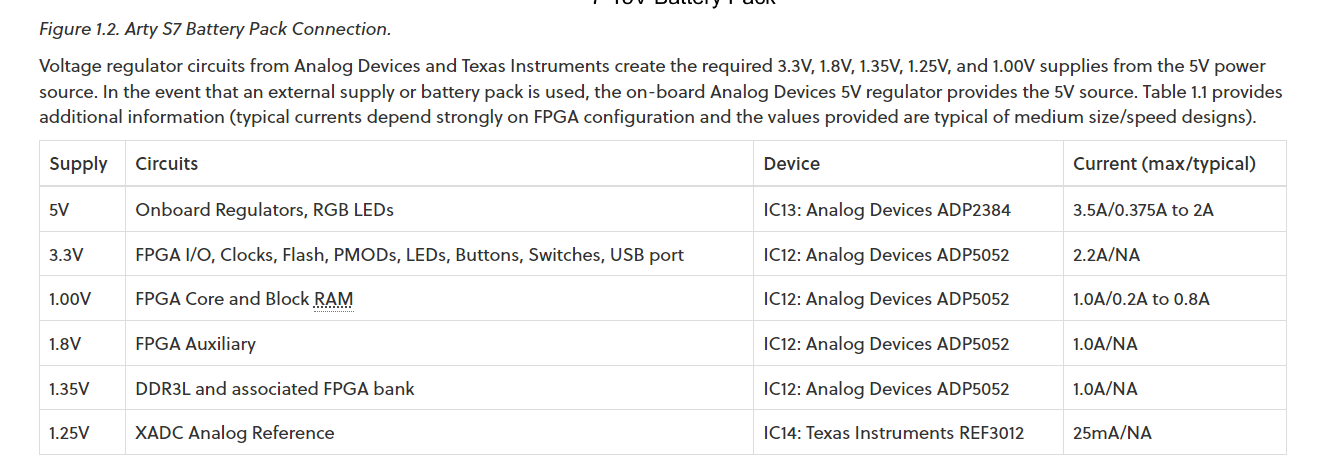 7-15V Battery Pack
Figure 1.2. Arty S7 Battery Pack Connection.
Voltage regulator circuits from Analog Devices and Texas Instruments create the required 3.3V, 1.8V, 1.35V, 1.25V, and 1.00V supplies from the 5V power
source. In the event that an external supply or battery pack is used, the on-board Analog Devices 5V regulator provides the 5V source. Table 1.1 provides
additional information (typical currents depend strongly on FPGA configuration and the values provided are typical of medium size/speed designs).
Supply Circuits Device Current (max/typical)
5V Onboard Regulators, RGB LEDs IC13: Analog Devices ADP2384 3.5A/0.375A to 2A
3.3V FPGA I/O, Clocks, Flash, PMODs, LEDs, Buttons, Switches, USB port IC12: Analog Devices ADP5052 2.2A/NA
1.00V FPGA Core and Block RAM IC12: Analog Devices ADP5052 1.0A/0.2A to 0.8A
1.8V FPGA Auxiliary IC12: Analog Devices ADP5052 1.0A/NA
1.35V DDR3L and associated FPGA bank IC12: Analog Devices ADP5052 1.0A/NA
1.25V XADC Analog Reference IC14: Texas Instruments REF3012 25mA/NA